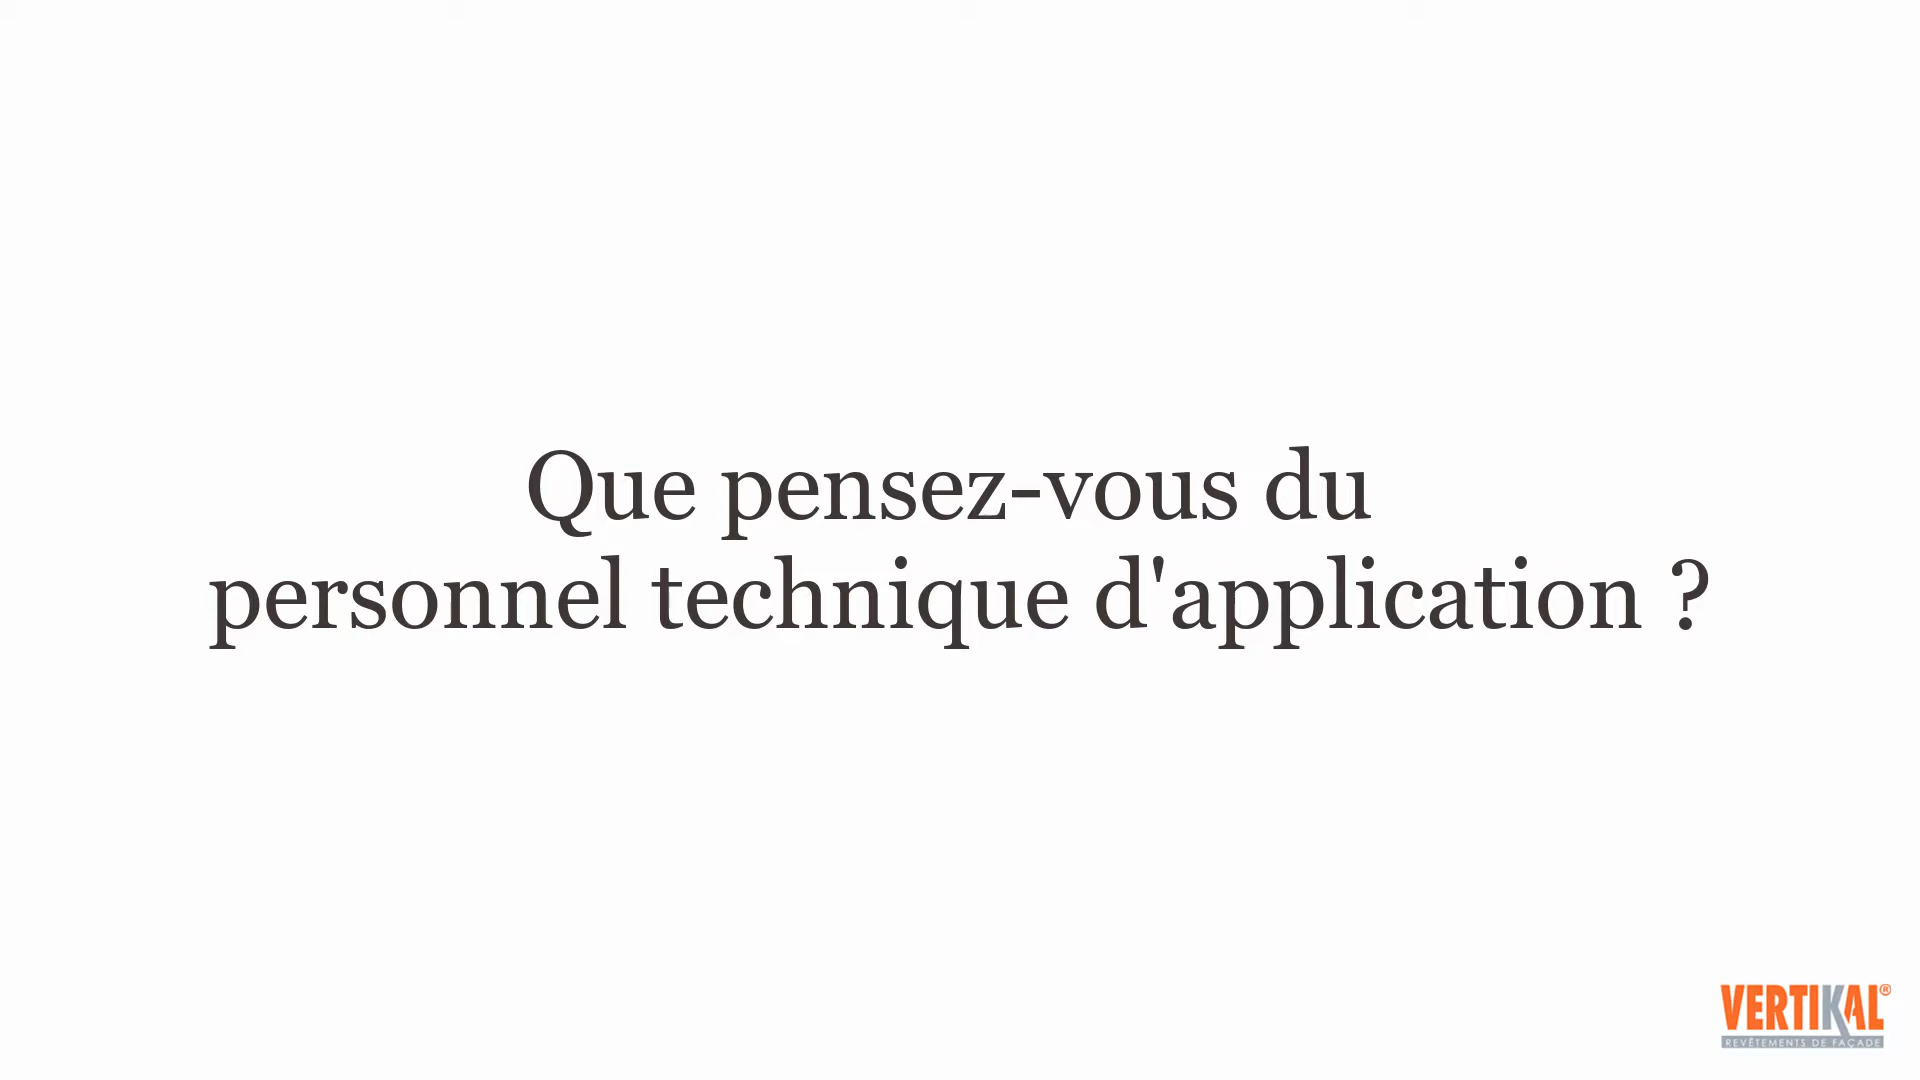 Que pensez-vous du
personnel technique d'application ?
VERTIKAL®
REVÊTEMENTS DE FAÇADE